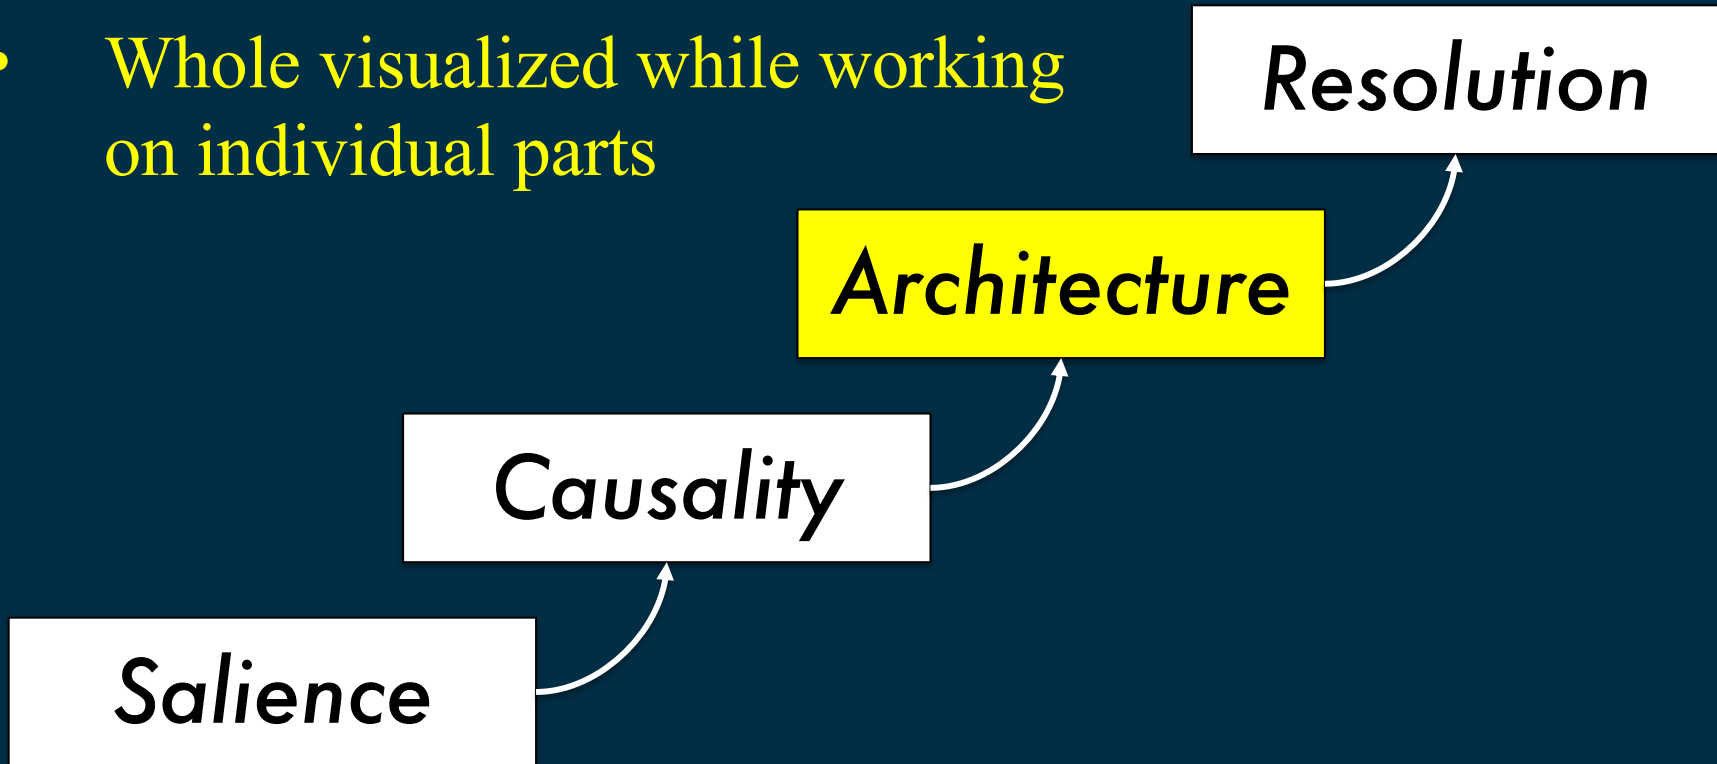 • Whole visualized while working
on individual parts
Resolution
Architecture
Causality
Salience